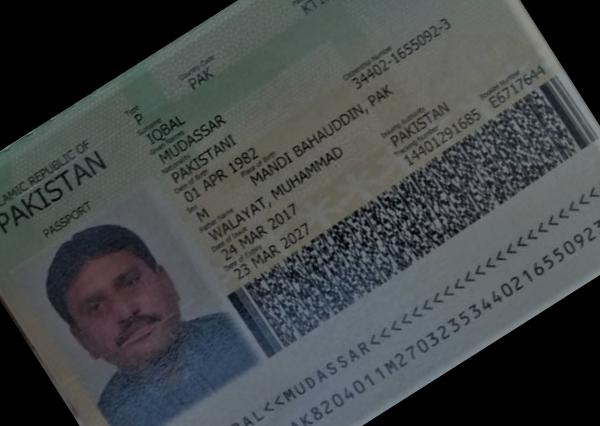 ISLAMIC REPUBLIC OF
PAKISTAN
PASSPORT
Type
P
Country Code
PAK
Surname
IQBAL
Given Names
MUDASSAR
Nationality
PAKISTANI
Citizenship Number
34402-1655092-3
Date of Birth
01 APR 1982
Sex
M
Place of Birth
MANDI BAHAUDDIN, PAK
Father Name
WALAYAT, MUHAMMAD
Date of Issue
24 MAR 2017
Date of Expiry
23 MAR 2027
Issuing Authority
PAKISTAN
Tracking Number
14401291685
Booklet Number
E6717644
BAL<<MUDASSAR<<<<<<<<<<<<<<<<<<<<
AK8204011M27032353440216550923